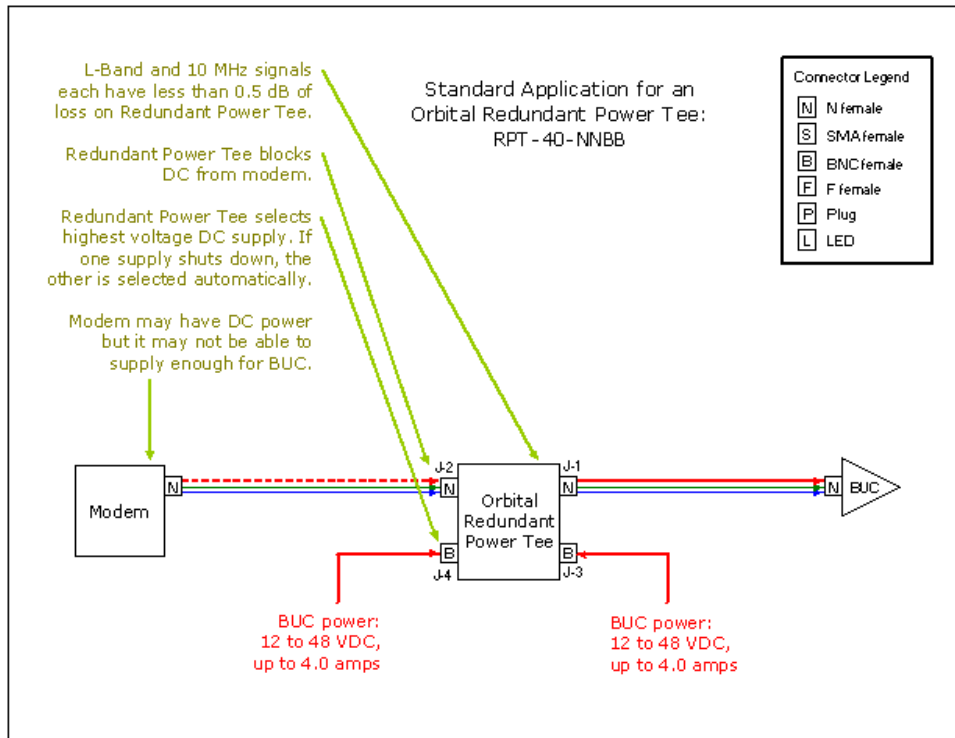 L-Band and 10 MHz signals
each have less than 0.5 dB of
loss on Redundant Power Tee.
Redundant Power Tee blocks
DC from modem.
Redundant Power Tee selects
highest voltage DC supply. If
one supply shuts down, the
other is selected automatically.
Modem may have DC power
but it may not be able to
supply enough for BUC.
Standard Application for an
Orbital Redundant Power Tee:
RPT-40-NNBB
Connector Legend
N N female
S SMA female
B BNC female
F F female
P Plug
L LED
Modem
N
J-2
N
B
J-4
Orbital
Redundant
Power Tee
J-1
N
B
J-3
N
BUC
BUC power:
12 to 48 VDC,
up to 4.0 amps
BUC power:
12 to 48 VDC,
up to 4.0 amps